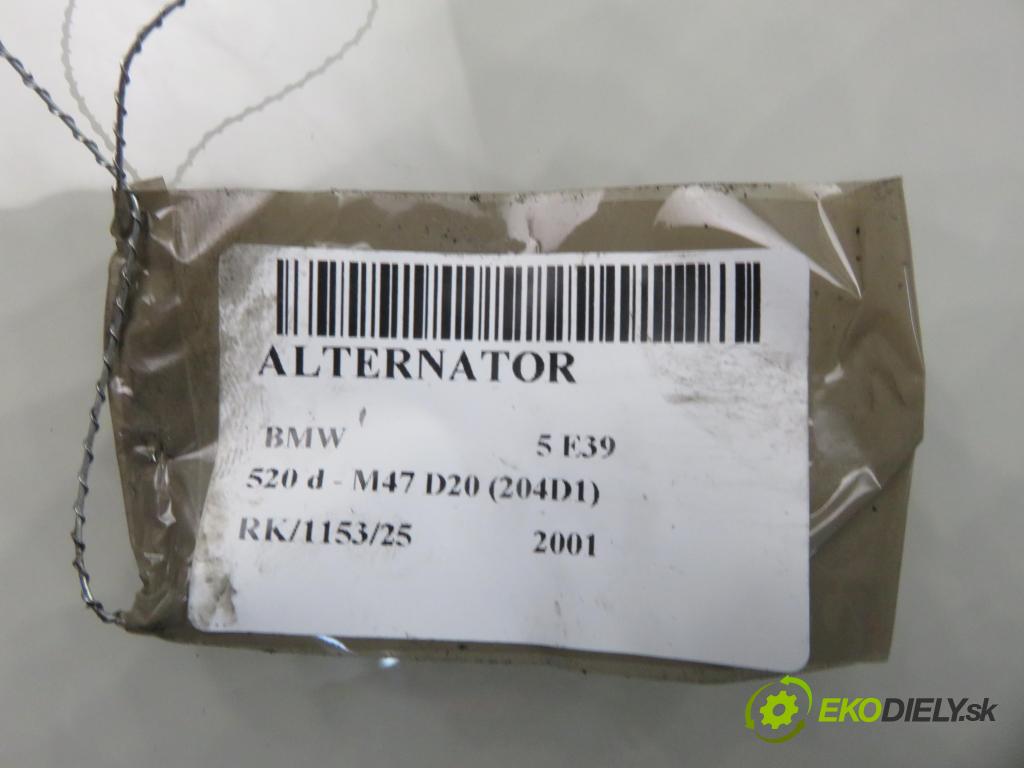 ALTERNATOR
BMW 5 E39
520 d - M47 D20 (204D1)
RK/1153/25 2001
EKODIELY.sk